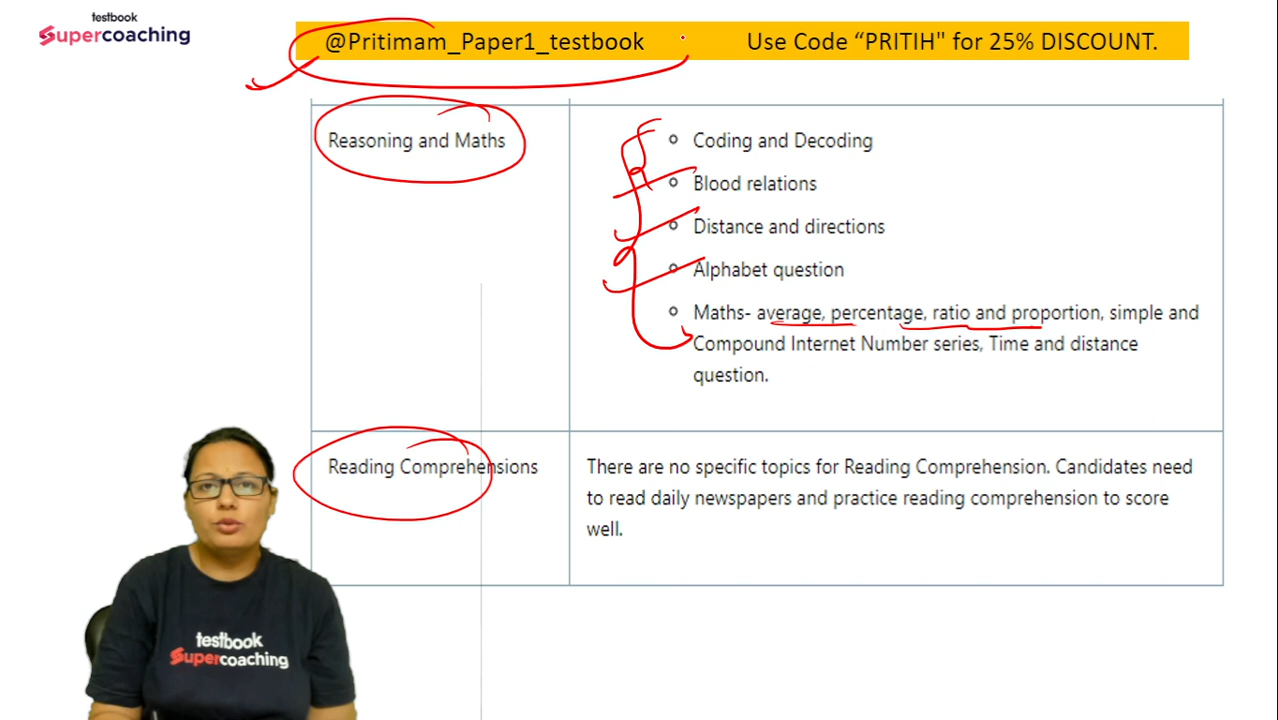 testbook
Supercoaching
@Pritimam_Paper1_testbook
Use Code “PRITIH" for 25% DISCOUNT.
Reasoning and Maths
Coding and Decoding
Blood relations
Distance and directions
Alphabet question
Maths- average, percentage, ratio and proportion, simple and
Compound Internet Number series, Time and distance
question.
Reading Comprehensions
There are no specific topics for Reading Comprehension. Candidates need
to read daily newspapers and practice reading comprehension to score
well.
testbook
Supercoaching